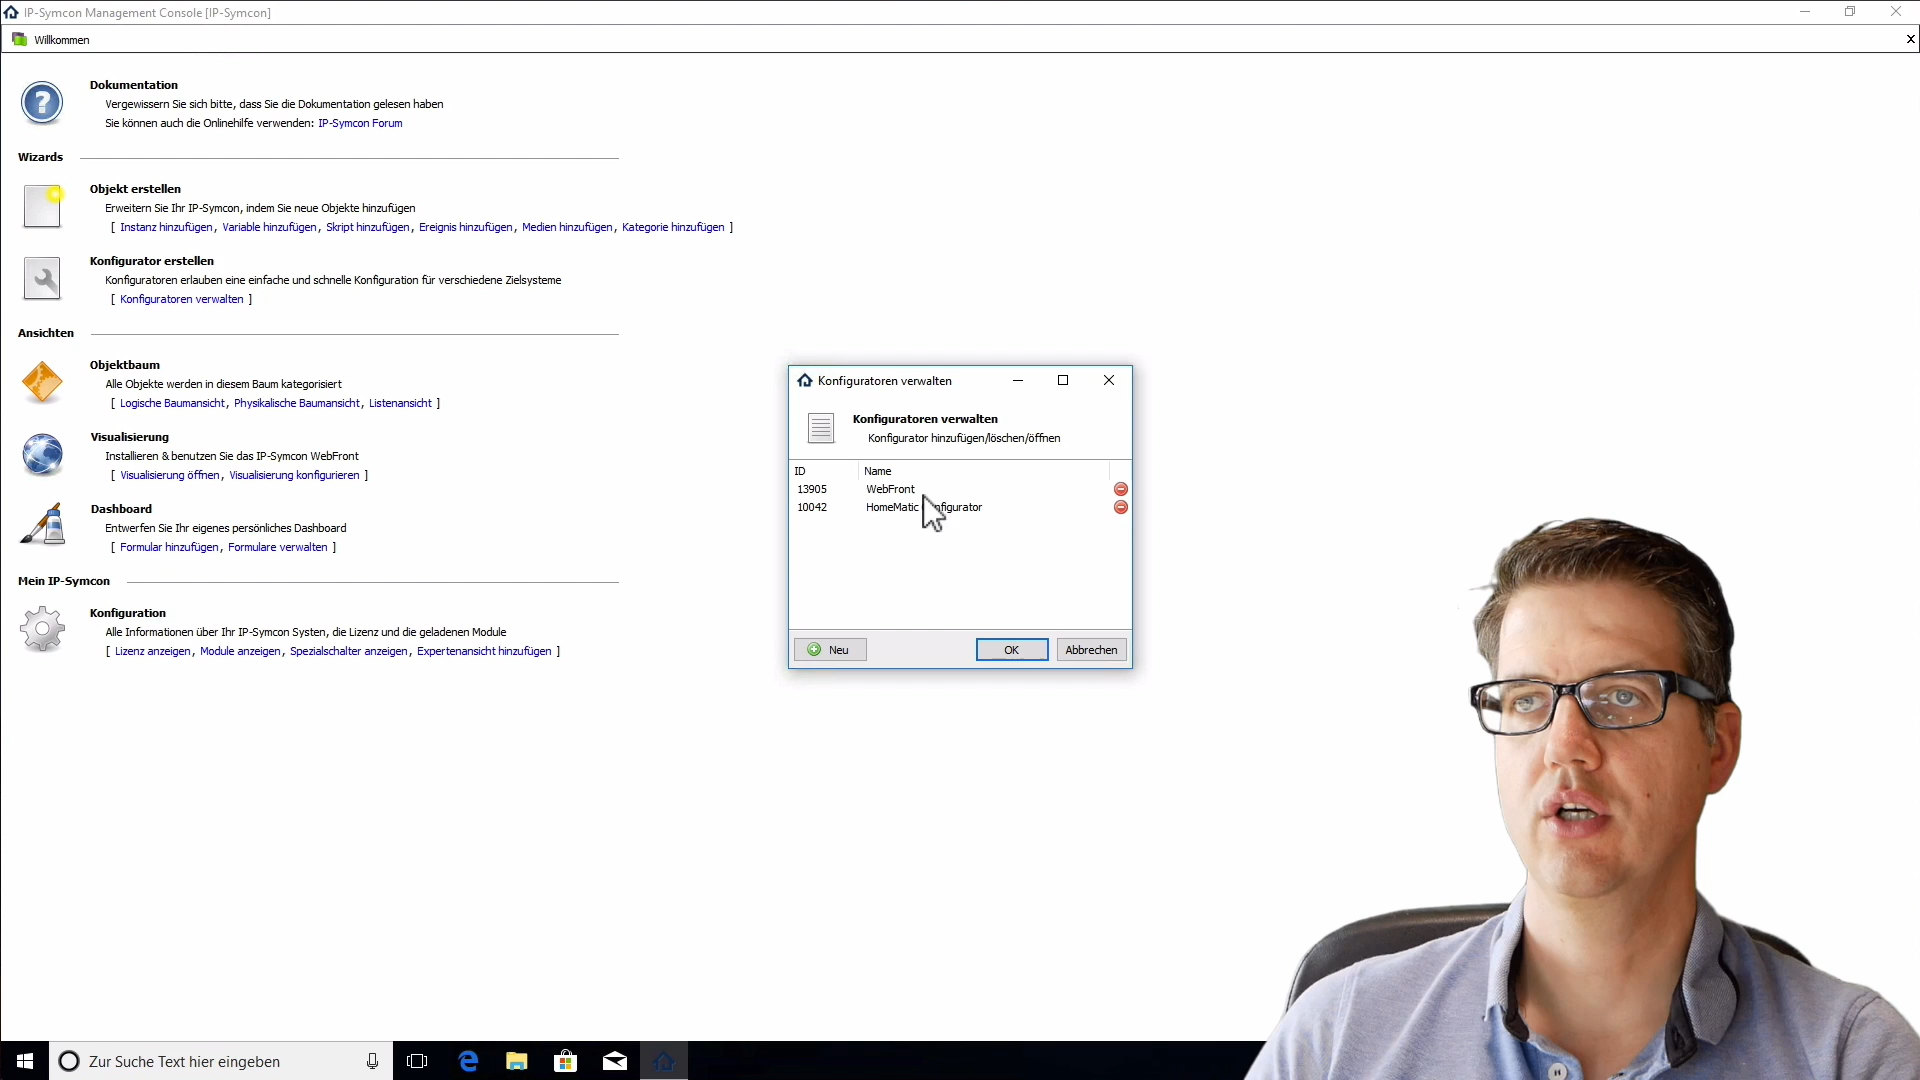 IP-Symcon Management Console [IP-Symcon]
Willkommen
Dokumentation
Vergewissern Sie sich bitte, dass Sie die Dokumentation gelesen haben
Sie können auch die Onlinehilfe verwenden: IP-Symcon Forum
Wizards
Objekt erstellen
Erweitern Sie Ihr IP-Symcon, indem Sie neue Objekte hinzufügen
[ Instanz hinzufügen, Variable hinzufügen, Skript hinzufügen, Ereignis hinzufügen, Medien hinzufügen, Kategorie hinzufügen ]
Konfigurator erstellen
Konfiguratoren erlauben eine einfache und schnelle Konfiguration für verschiedene Zielsysteme
[ Konfiguratoren verwalten ]
Ansichten
Objektbaum
Alle Objekte werden in diesem Baum kategorisiert
[ Logische Baumansicht, Physikalische Baumansicht, Listenansicht ]
Visualisierung
Installieren & benutzen Sie das IP-Symcon WebFront
[ Visualisierung öffnen, Visualisierung konfigurieren ]
Dashboard
Entwerfen Sie Ihr eigenes persönliches Dashboard
[ Formular hinzufügen, Formulare verwalten ]
Mein IP-Symcon
Konfiguration
Alle Informationen über Ihr IP-Symcon Systen, die Lizenz und die geladenen Module
[ Lizenz anzeigen, Module anzeigen, Spezialschalter anzeigen, Expertenansicht hinzufügen ]
Konfiguratoren verwalten
Konfiguratoren verwalten
Konfigurator hinzufügen/löschen/öffnen
ID Name
13905 WebFront
10042 HomeMatic
Neu OK Abbrechen
Zur Suche Text hier eingeben